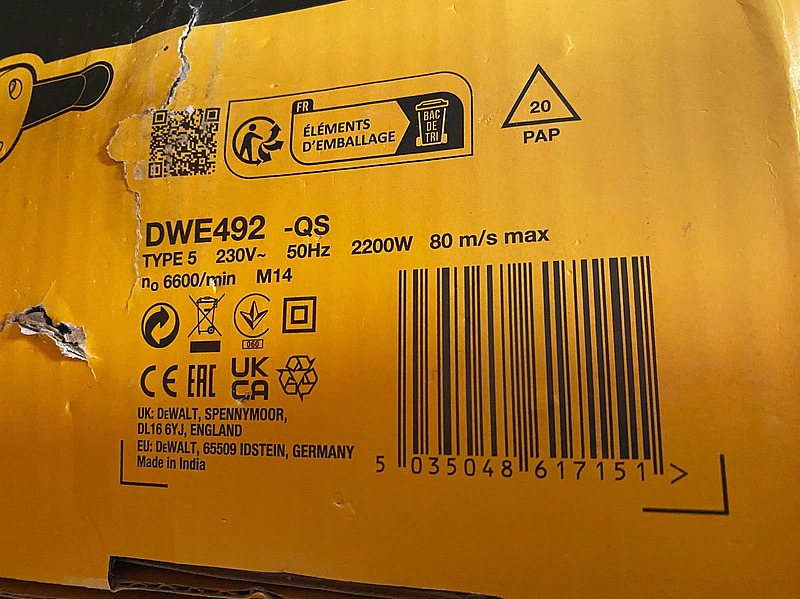 FR
ÉLÉMENTS
D'EMBALLAGE
BAC
DE
TRI
20
PAP
DWE492 -QS
TYPE 5 230V~ 50Hz 2200W 80 m/s max
n₀ 6600/min M14
060
CE EAC UK
CA
UK: DEWALT, SPENNYMOOR,
DL16 6YJ, ENGLAND
EU: DEWALT, 65509 IDSTEIN, GERMANY
Made in India
5 035048 617151 >